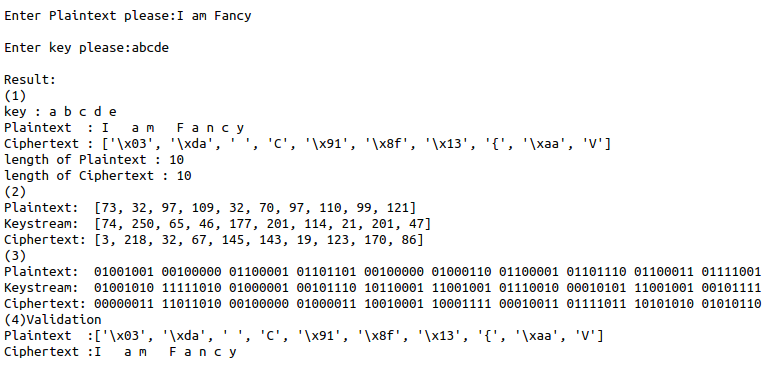 Enter Plaintext please:I am Fancy
Enter key please:abcde
Result:
(1)
key : a b c d e
Plaintext  : I   a m   F a n c y
Ciphertext : ['\x03', '\xda', ' ', 'C', '\x91', '\x8f', '\x13', '{', '\xaa', 'V']
length of Plaintext : 10
length of Ciphertext : 10
(2)
Plaintext:  [73, 32, 97, 109, 32, 70, 97, 110, 99, 121]
Keystream:  [74, 250, 65, 46, 177, 201, 114, 21, 201, 47]
Ciphertext: [3, 218, 32, 67, 145, 143, 19, 123, 170, 86]
(3)
Plaintext:  01001001 00100000 01100001 01101101 00100000 01000110 01100001 01101110 01100011 01111001
Keystream:  01001010 11111010 01000001 00101110 10110001 11001001 01110010 00010101 11001001 00101111
Ciphertext: 00000011 11011010 00100000 01000011 10010001 10001111 00010011 01111011 10101010 01010110
(4)Validation
Plaintext  :['\x03', '\xda', ' ', 'C', '\x91', '\x8f', '\x13', '{', '\xaa', 'V']
Ciphertext :I   a m   F a n c y